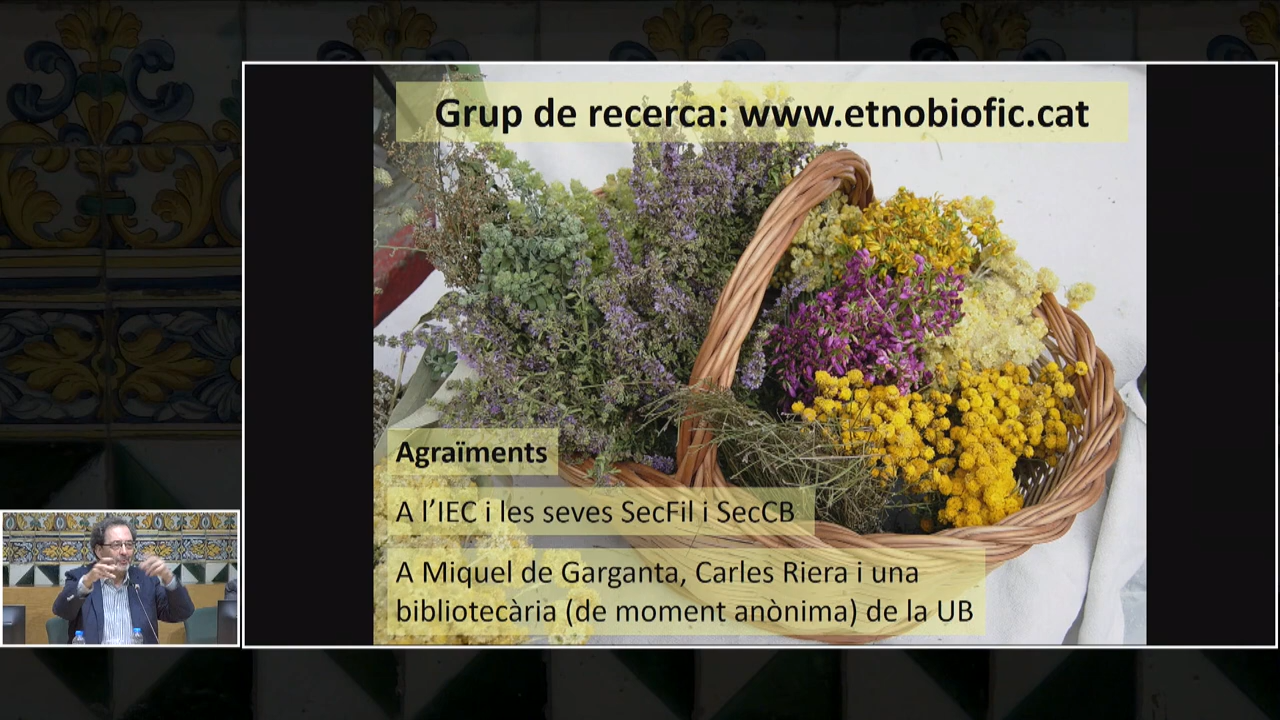 Grup de recerca: www.etnobiofic.cat
Agraïments
A l’IEC i les seves SecFil i SecCB
A Miquel de Garganta, Carles Riera i una
bibliotecària (de moment anònima) de la UB